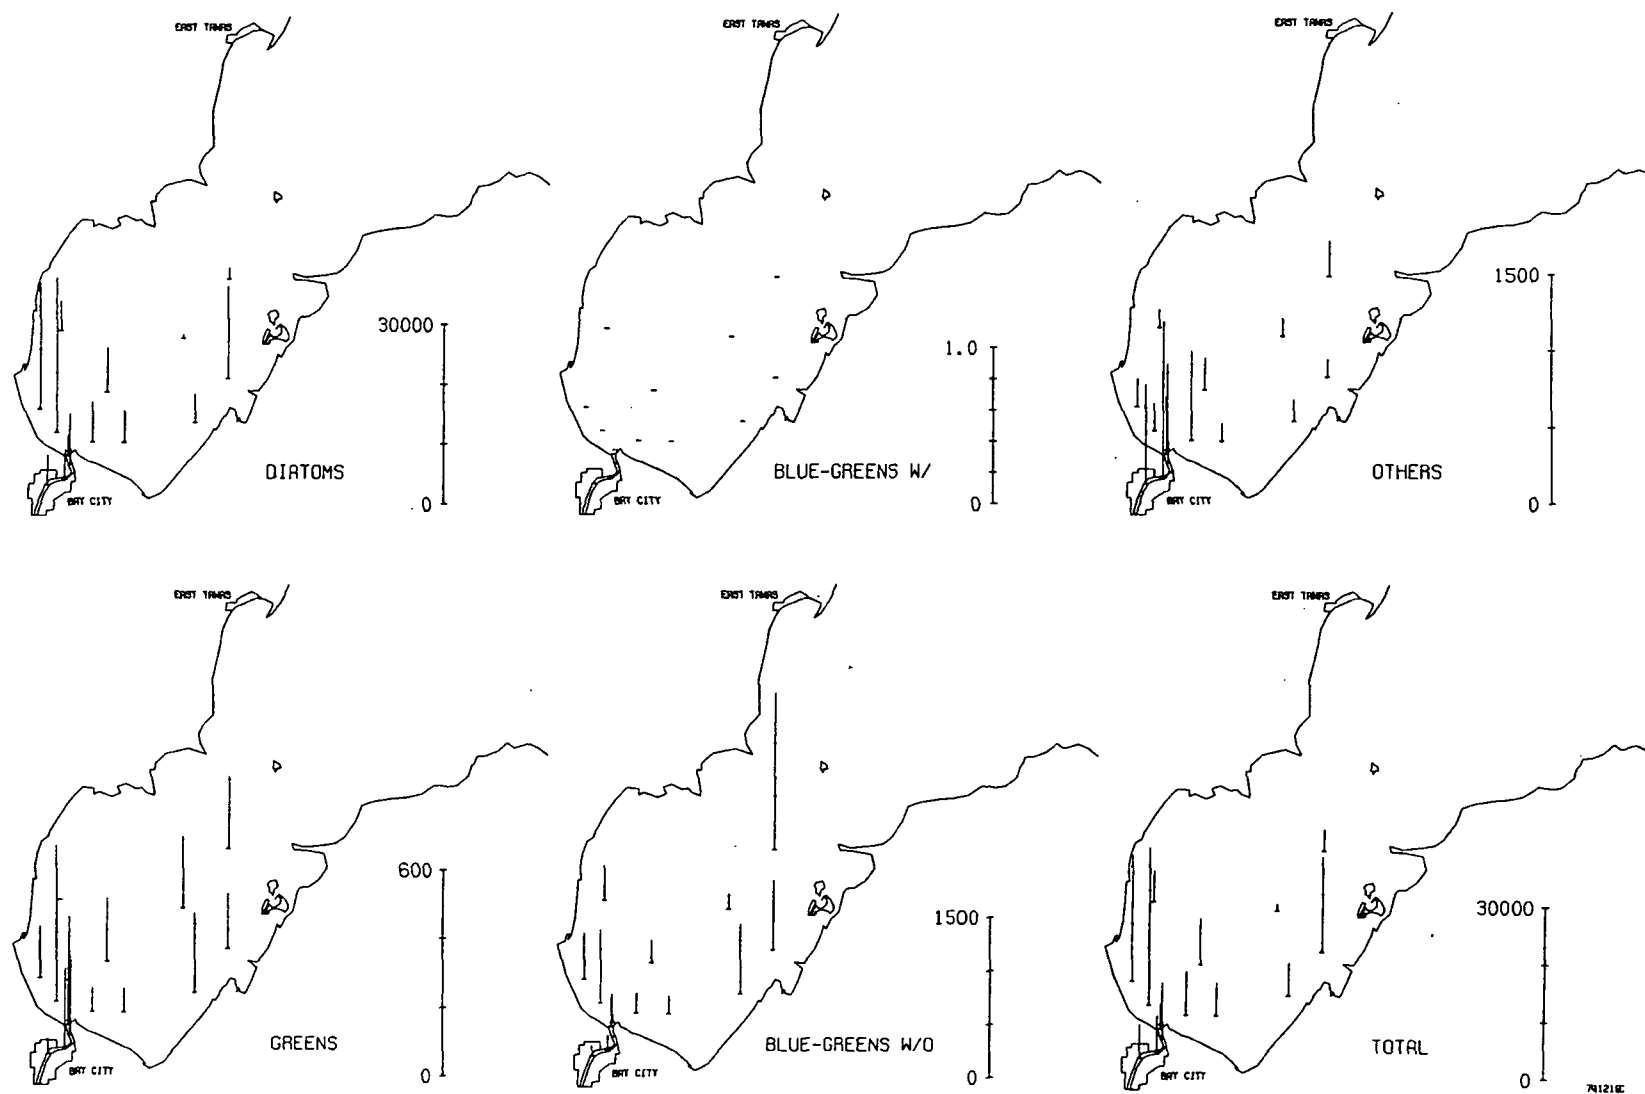 EAST TAWAS
EAST TAWAS
EAST TAWAS
1500
30000
1.0
DIATOMS
BLUE-GREENS W/
OTHERS
0
0
0
BAY CITY
BAY CITY
BAY CITY
EAST TAWAS
EAST TAWAS
EAST TAWAS
600
1500
30000
GREENS
BLUE-GREENS W/O
TOTAL
0
0
0
BAY CITY
BAY CITY
BAY CITY